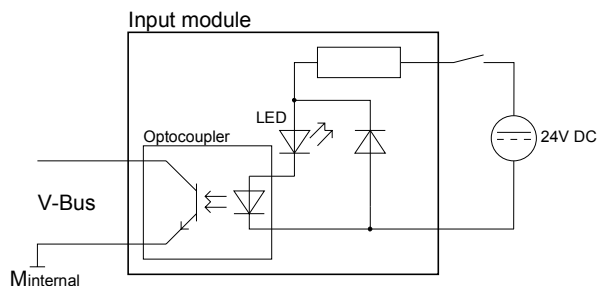 Input module
LED
Optocoupler
24V DC
V-Bus
Minternal